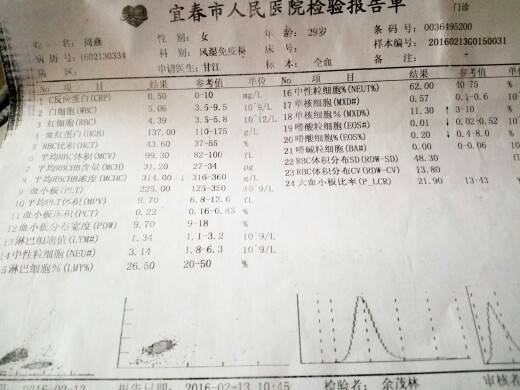 宜春市人民医院检验报告单
门诊
姓 名: 周燕 性 别: 女 年 龄: 29岁 条 码 号: 0036495200
病历号: 1602130334 科 别: 风湿免疫科 床 号: 样本编号: 20160213G0150031
病 区: 申请医生: 甘江 标 本: 全血 备 注:
结果 参考值 单位 结果 参考值 单位
1 C反应蛋白(CRP) 0.50 0-10 mg/L
2 白细胞(WBC) 5.06 3.5-9.5 10^9/L
3 红细胞(RBC) 4.39 3.5-5.8 10^12/L
4 血红蛋白(HGB) 137.00 110-175 g/L
5 RBC比积(HCT) 43.60 37-55 %
6 平均RBC体积(MCV) 99.30 82-100 fL
7 平均RBCHB含量(MCH) 31.20 27-34 pg
8 平均RBCHB浓度(MCHC) 314.00 ↓ 316-360 g/L
9 血小板(PLT) 225.00 125-350 10^9/L
10 平均PLT体积(MPV) 9.70 6.8-13.6 fL
11 血小板压积(PCT) 0.22 0.16-0.43 %
12 血小板分布宽度(PDW) 9.70 9-18 %
13 淋巴细胞值(LYM#) 1.34 1.1-3.2 10^9/L
14 中性粒细胞(NEU#) 3.14 1.8-6.3 10^9/L
15 淋巴细胞%(LMY%) 26.50 20-50 %
16 中性粒细胞%(NEUT%) 62.00 40-75 %
17 单核细胞(MXD#) 0.57 0.1-0.6 10^9/L
18 单核细胞%(MXD%) 11.30 ↑ 3-10 %
19 嗜酸粒细胞(EOS#) 0.01 ↓ 0.02-0.52 10^9/L
20 嗜酸细胞%(EOS%) 0.20 ↓ 0.4-8.0 %
21 嗜碱粒细胞(BA#) 0.00 0.00-0.06 10^9/L
22 RBC体积分布SD(RDW-SD) 48.30 fL
23 RBC体积分布CV(RDW-CV) 13.80 %
24 大血小板比率(P_LCR) 21.90 13-43 %
2016-02-13 报告日期: 2016-02-13 10:45 检验者: 余茂林